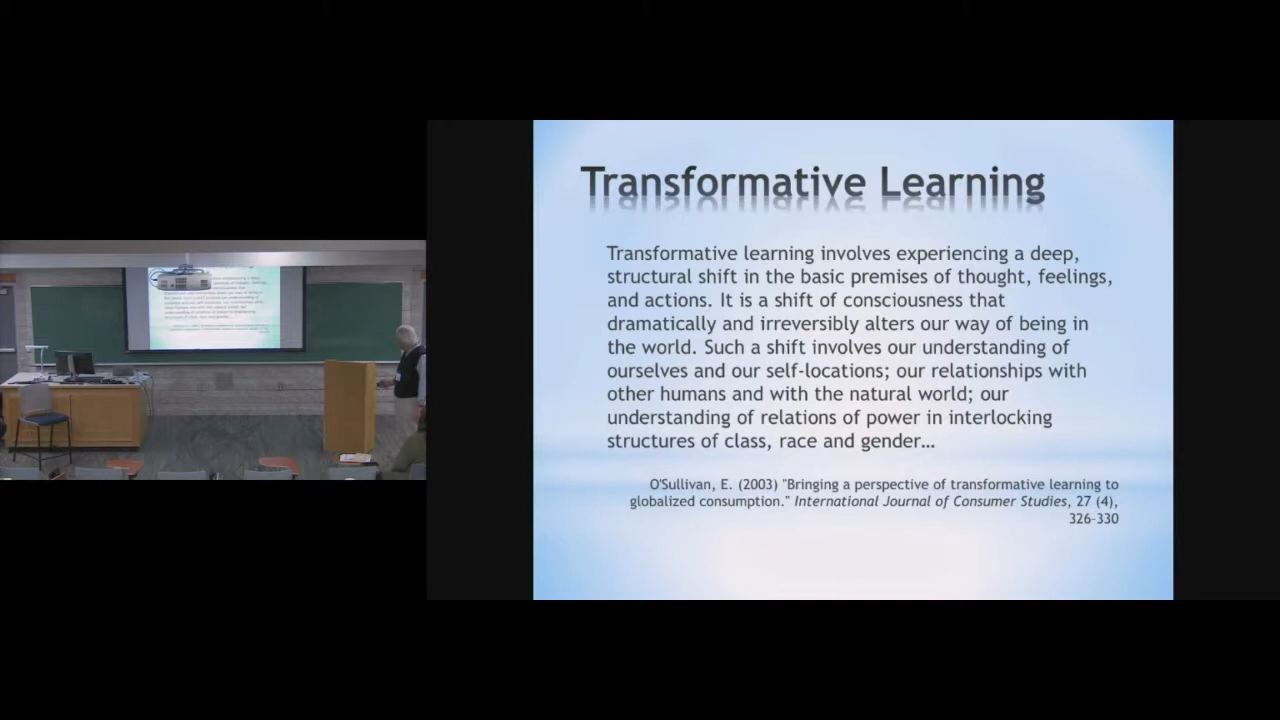 Transformative Learning
Transformative learning involves experiencing a deep,
structural shift in the basic premises of thought, feelings,
and actions. It is a shift of consciousness that
dramatically and irreversibly alters our way of being in
the world. Such a shift involves our understanding of
ourselves and our self-locations; our relationships with
other humans and with the natural world; our
understanding of relations of power in interlocking
structures of class, race and gender…
O'Sullivan, E. (2003) "Bringing a perspective of transformative learning to
globalized consumption." International Journal of Consumer Studies, 27 (4),
326-330